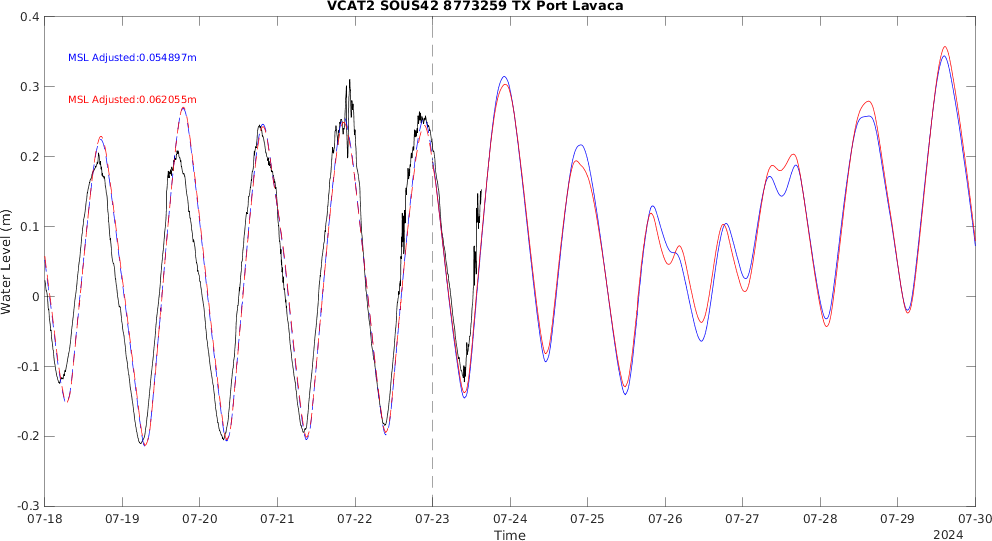 VCAT2 SOUS42 8773259 TX Port Lavaca
MSL Adjusted:0.054897m
MSL Adjusted:0.062055m
Water Level (m)
0.4
0.3
0.2
0.1
0
-0.1
-0.2
-0.3
07-18 07-19 07-20 07-21 07-22 07-23 07-24 07-25 07-26 07-27 07-28 07-29 07-30
Time
2024